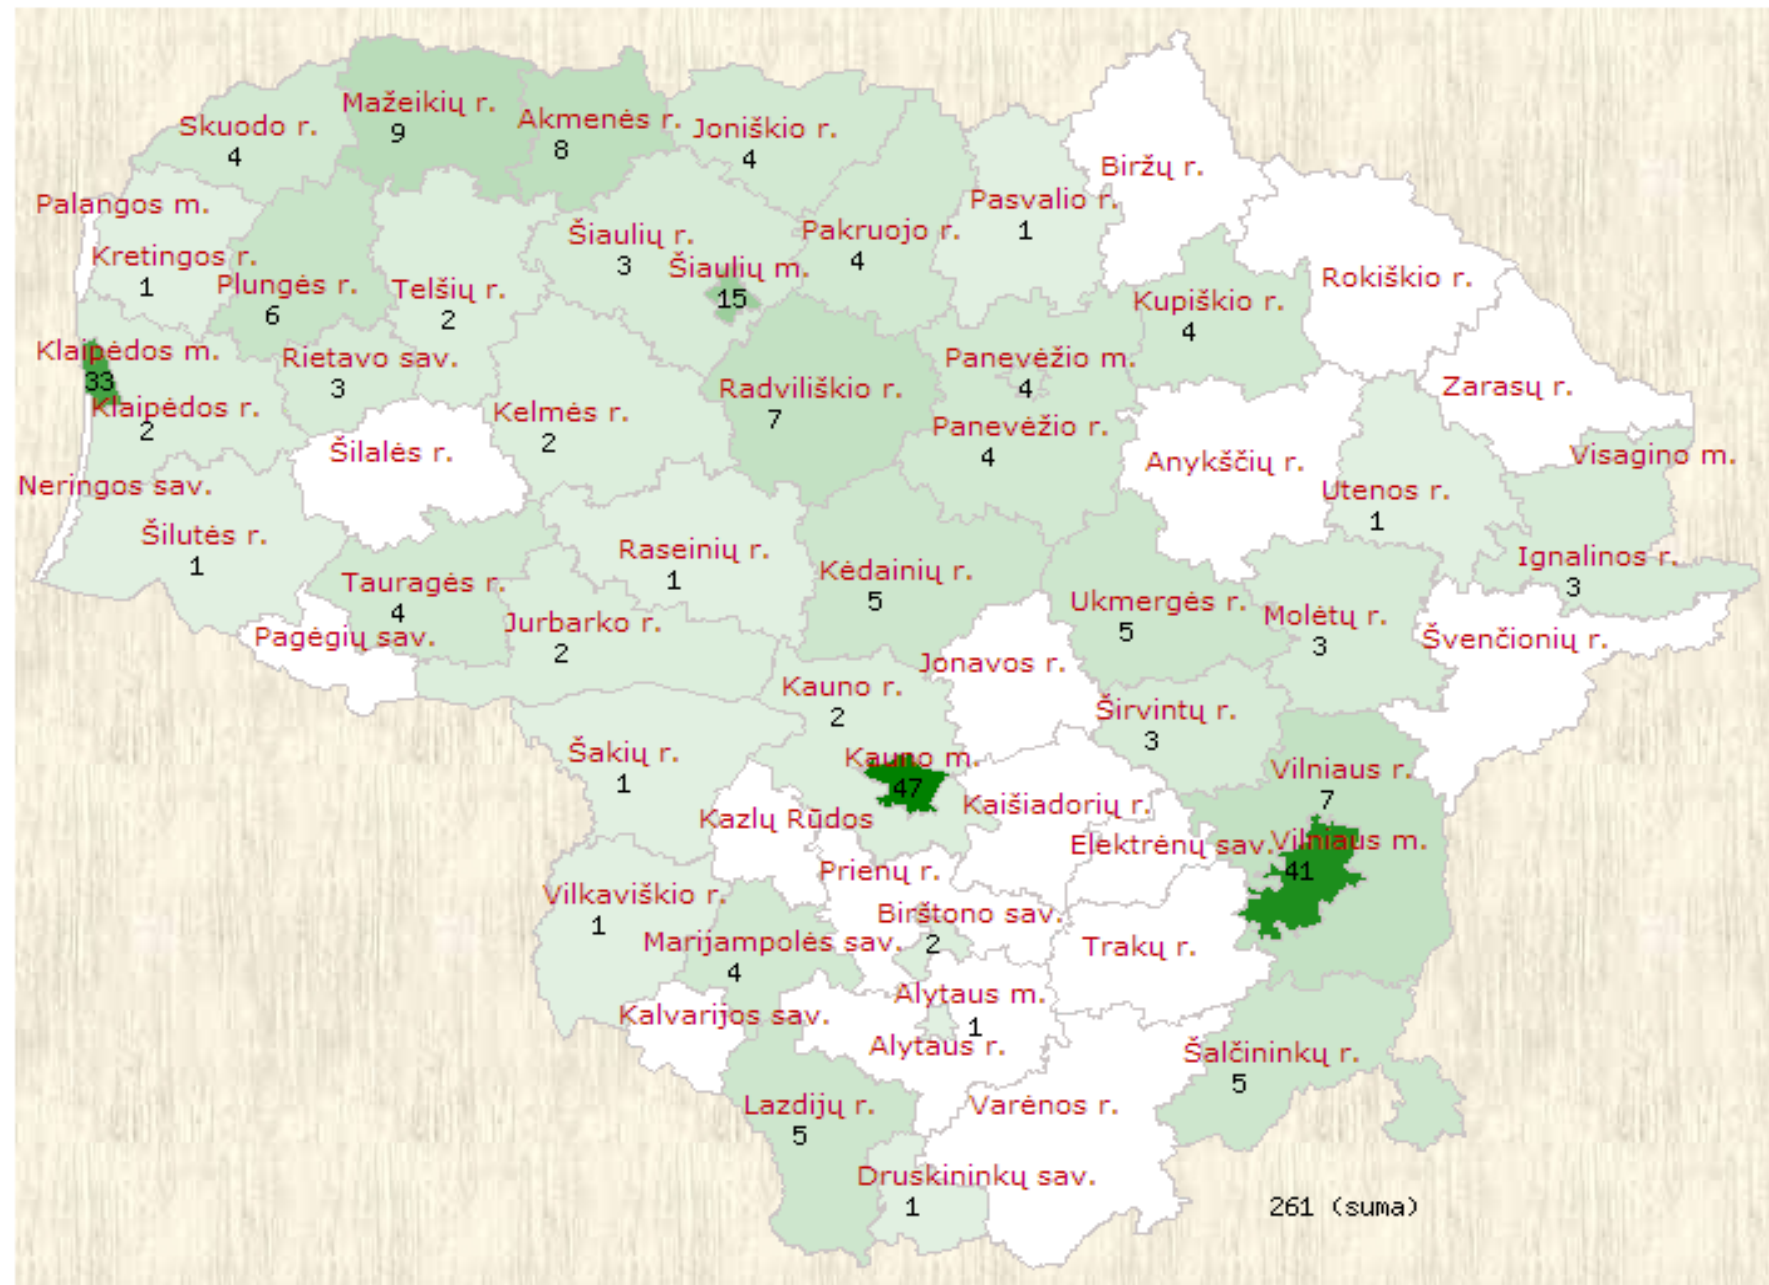 Mažeikių r.
9
Akmenės r.
8
Skuodo r.
4
Joniškio r.
4
Biržų r.
Palangos m.
Pasvalio r.
1
Kretingos r.
1
Plungės r.
6
Telšių r.
2
Šiaulių r.
3
Šiaulių m.
15
Pakruojo r.
4
Rokiškio r.
Kupiškio r.
4
Klaipėdos m.
33
Rietavo sav.
3
Panevėžio m.
4
Radviliškio r.
7
Zarasų r.
Klaipėdos r.
2
Kelmės r.
2
Panevėžio r.
4
Šilalės r.
Anykščių r.
Visagino m.
Neringos sav.
Utenos r.
1
Šilutės r.
1
Raseinių r.
1
Ignalinos r.
3
Tauragės r.
4
Kėdainių r.
5
Ukmergės r.
5
Molėtų r.
3
Pagėgių sav.
Jurbarko r.
2
Švenčionių r.
Jonavos r.
Kauno r.
2
Širvintų r.
3
Šakių r.
1
Kauno m.
47
Vilniaus r.
7
Kazlų Rūdos
Kaišiadorių r.
Elektrėnų sav.
Vilniaus m.
41
Prienų r.
Vilkaviškio r.
1
Birštono sav.
2
Marijampolės sav.
4
Trakų r.
Alytaus m.
1
Kalvarijos sav.
Alytaus r.
Šalčininkų r.
5
Lazdijų r.
5
Varėnos r.
Druskininkų sav.
1
261 (suma)